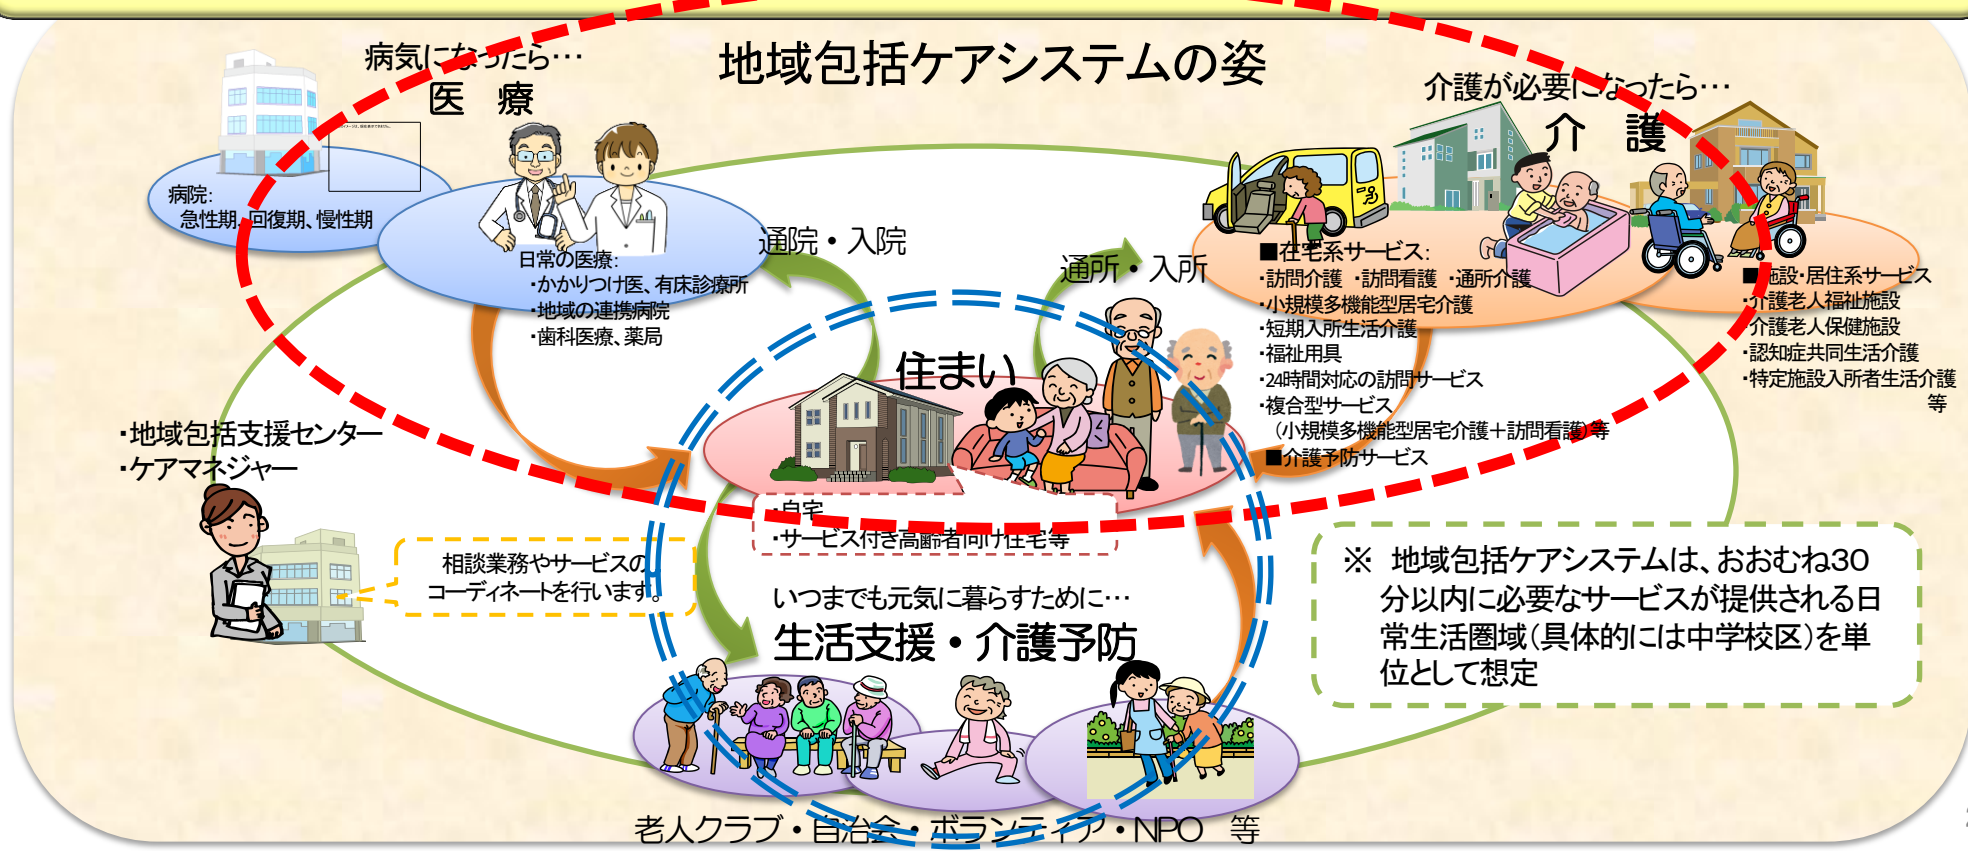 地域包括ケアシステムの姿
病気になったら…
医 療
病院:
急性期、回復期、慢性期
日常の医療:
・かかりつけ医、有床診療所
・地域の連携病院
・歯科医療、薬局
通院・入院
通所・入所
介護が必要になったら…
介 護
■在宅系サービス:
・訪問介護 ・訪問看護 ・通所介護
・小規模多機能型居宅介護
・短期入所生活介護
・福祉用具
・24時間対応の訪問サービス
・複合型サービス
(小規模多機能型居宅介護+訪問看護)等
■介護予防サービス
■施設・居住系サービス
・介護老人福祉施設
・介護老人保健施設
・認知症共同生活介護
・特定施設入所者生活介護
等
住まい
・自宅
・サービス付き高齢者向け住宅等
・地域包括支援センター
・ケアマネジャー
相談業務やサービスの
コーディネートを行います。
いつまでも元気に暮らすために…
生活支援・介護予防
老人クラブ・自治会・ボランティア・NPO 等
※ 地域包括ケアシステムは、おおむね30
分以内に必要なサービスが提供される日
常生活圏域(具体的には中学校区)を単
位として想定